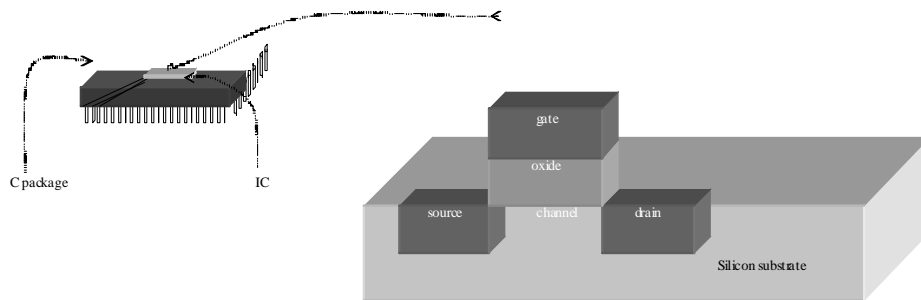 gate
oxide
C package
IC
source
channel
drain
Silicon substrate